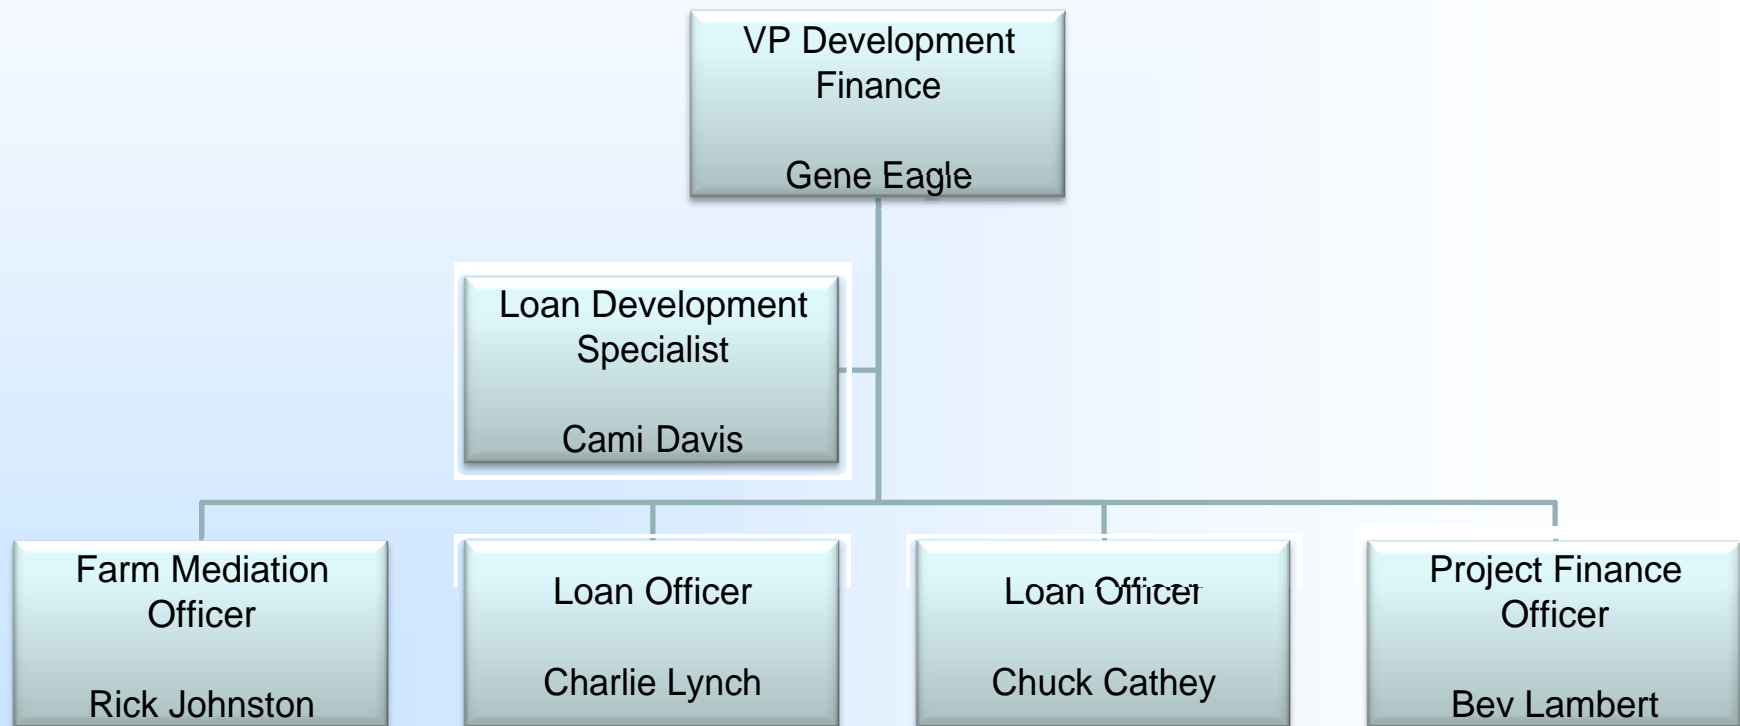 VP Development
Finance
Gene Eagle
Loan Development
Specialist
Cami Davis
Farm Mediation
Officer
Rick Johnston
Loan Officer
Charlie Lynch
Loan Officer
Chuck Cathey
Project Finance
Officer
Bev Lambert